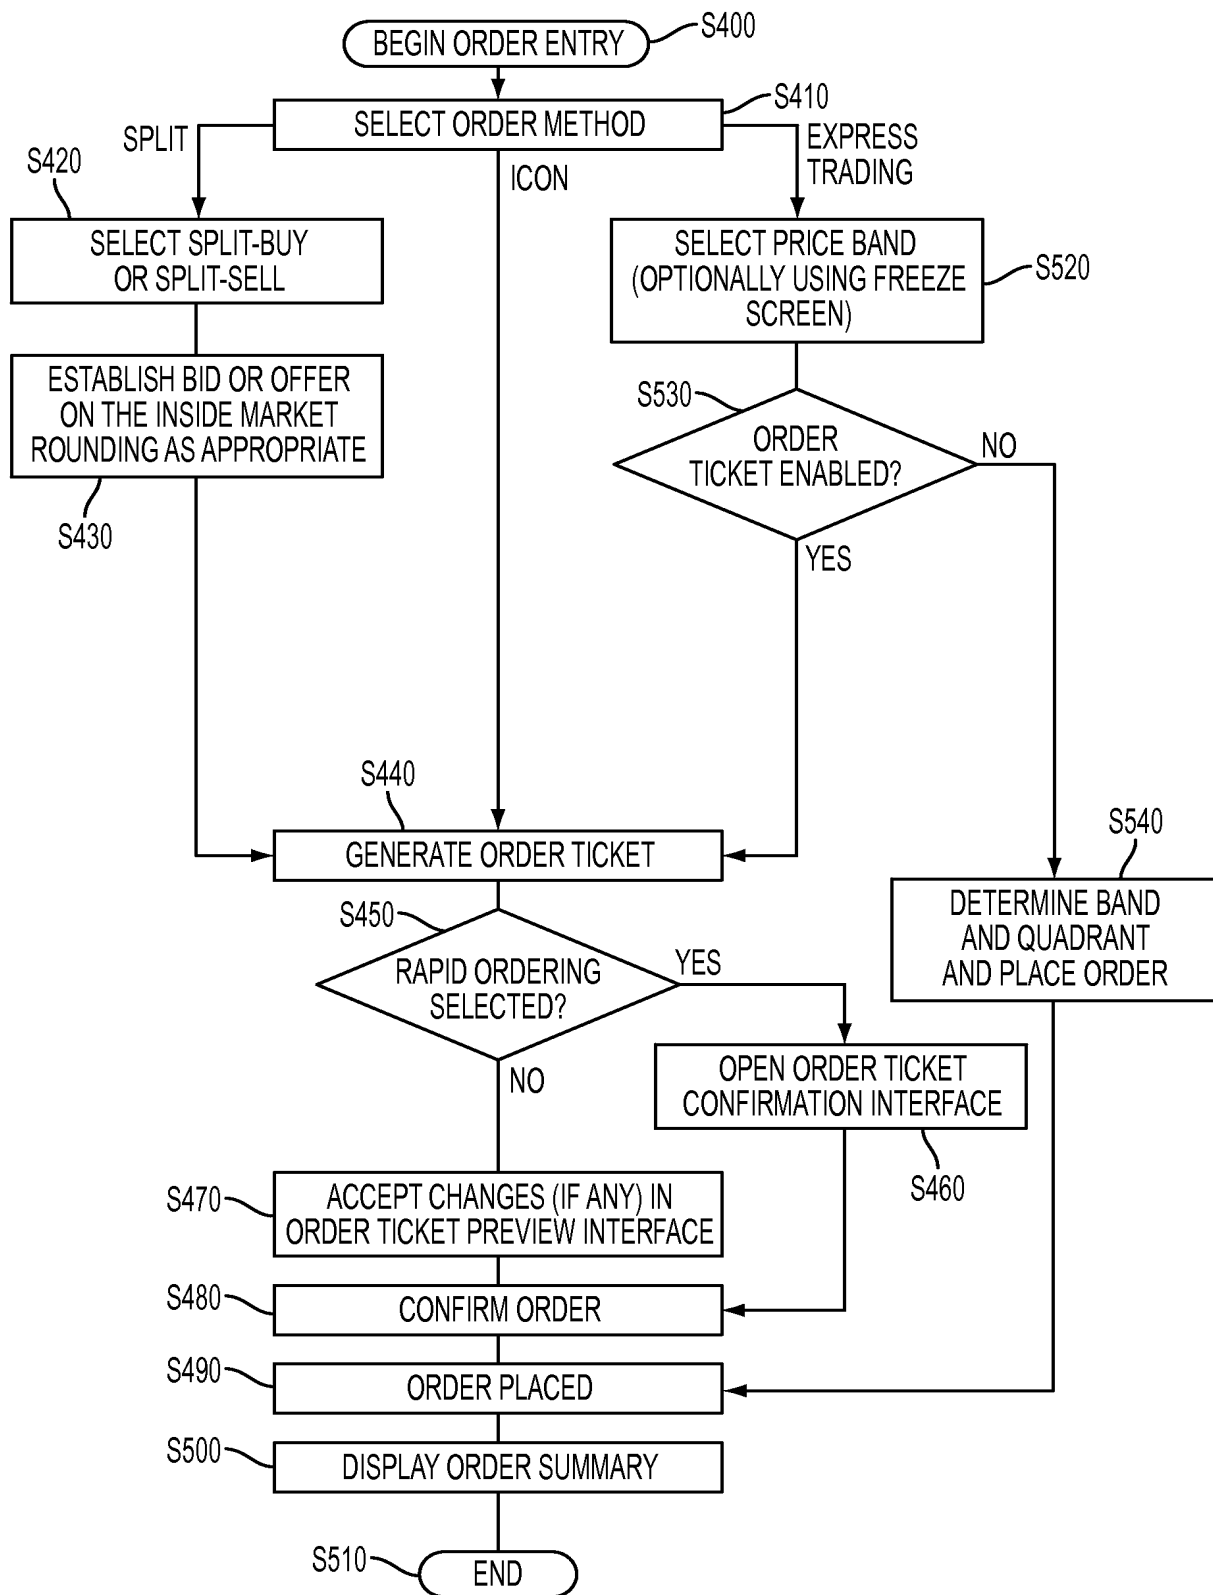 BEGIN ORDER ENTRY
S400
SELECT ORDER METHOD
S410
SPLIT
ICON
EXPRESS
TRADING
S420
SELECT SPLIT-BUY
OR SPLIT-SELL
SELECT PRICE BAND
(OPTIONALLY USING FREEZE
SCREEN)
S520
ESTABLISH BID OR OFFER
ON THE INSIDE MARKET
ROUNDING AS APPROPRIATE
S430
S530
ORDER
TICKET ENABLED?
NO
YES
S440
GENERATE ORDER TICKET
S540
DETERMINE BAND
AND QUADRANT
AND PLACE ORDER
S450
RAPID ORDERING
SELECTED?
YES
NO
OPEN ORDER TICKET
CONFIRMATION INTERFACE
S460
S470
ACCEPT CHANGES (IF ANY) IN
ORDER TICKET PREVIEW INTERFACE
S480
CONFIRM ORDER
S490
ORDER PLACED
S500
DISPLAY ORDER SUMMARY
S510
END